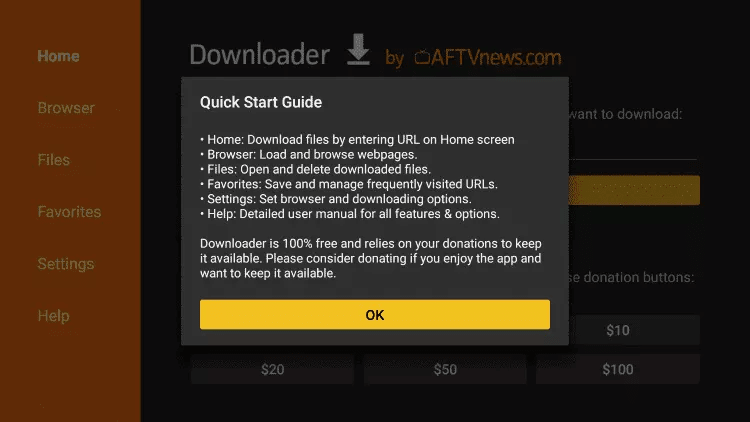 Home
Browser
Files
Favorites
Settings
Help
Downloader by AFTVnews.com
want to download:
Quick Start Guide
• Home: Download files by entering URL on Home screen
• Browser: Load and browse webpages.
• Files: Open and delete downloaded files.
• Favorites: Save and manage frequently visited URLs.
• Settings: Set browser and downloading options.
• Help: Detailed user manual for all features & options.
Downloader is 100% free and relies on your donations to keep
it available. Please consider donating if you enjoy the app and
want to keep it available.
OK
donation buttons:
$10
$20 $50 $100